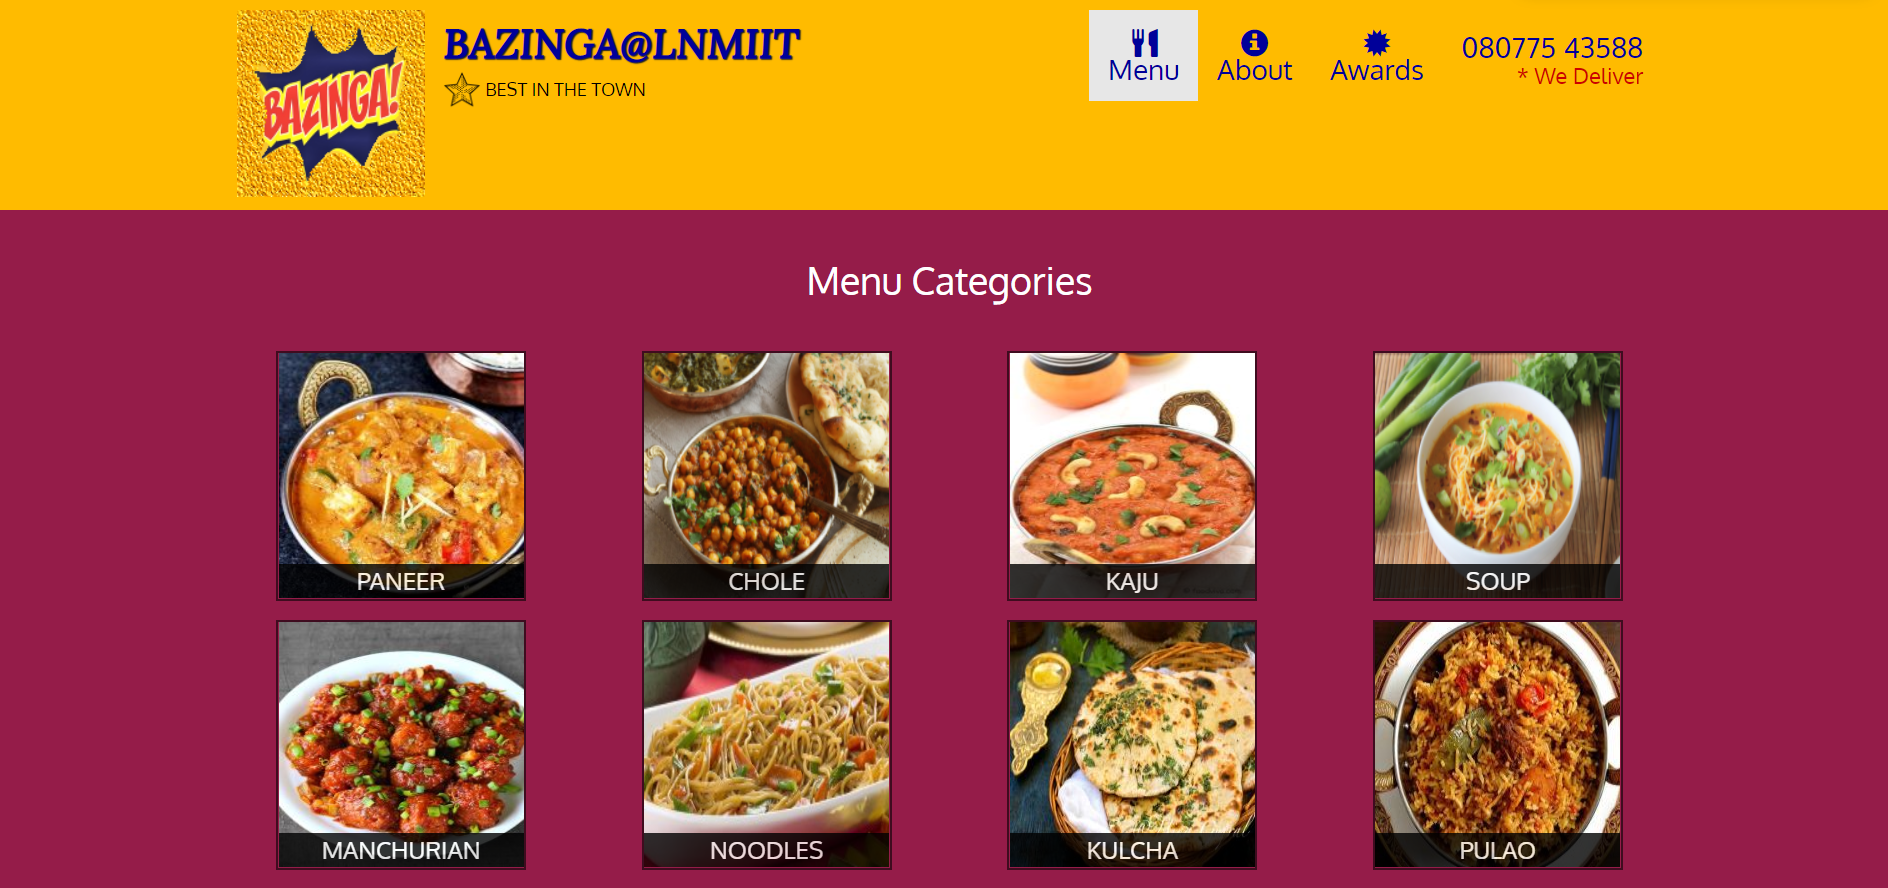 BAZINGA!
BAZINGA@LNMIIT
BEST IN THE TOWN
Menu
About
Awards
080775 43588
* We Deliver
Menu Categories
PANEER
CHOLE
KAJU
SOUP
MANCHURIAN
NOODLES
KULCHA
PULAO